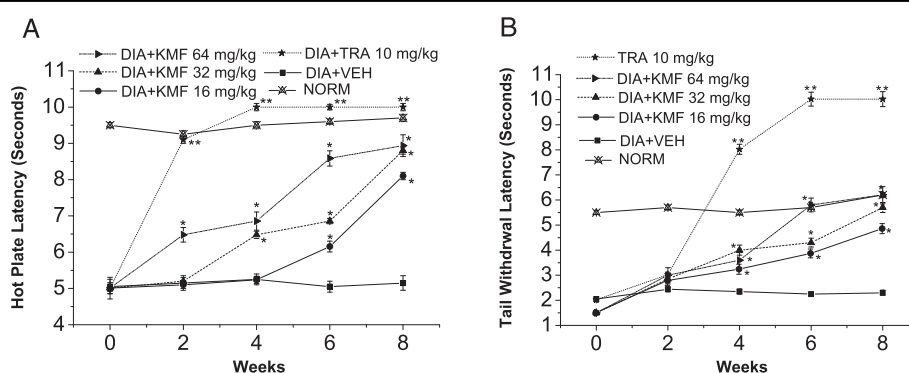 A
DIA+KMF 64 mg/kg DIA+TRA 10 mg/kg
DIA+KMF 32 mg/kg DIA+VEH
DIA+KMF 16 mg/kg NORM
Hot Plate Latency (Seconds)
11
10
9
8
7
6
5
4
** ** ** **
* * * *
* * *
* *
0 2 4 6 8
Weeks
B
TRA 10 mg/kg
DIA+KMF 64 mg/kg
DIA+KMF 32 mg/kg
DIA+KMF 16 mg/kg
DIA+VEH
NORM
Tail Withdrwal Latency (Seconds)
11
10
9
8
7
6
5
4
3
2
1
** ** **
* * *
* * *
* * *
0 2 4 6 8
Weeks